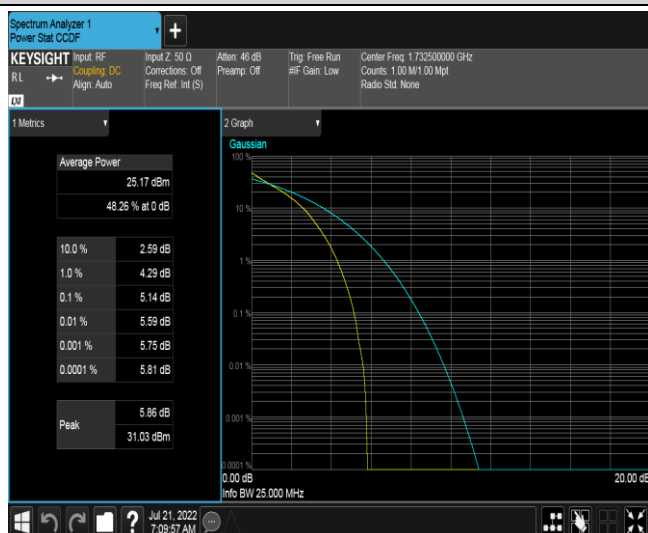 Spectrum Analyzer 1
Power Stat CCDF
+
KEYSIGHT
RL
LXI
Input: RF
Coupling: DC
Align: Auto
Input Z: 50 Ω
Corrections: Off
Freq Ref: Int (S)
Atten: 46 dB
Preamp: Off
Trig: Free Run
#IF Gain: Low
Center Freq: 1.732500000 GHz
Counts: 1.00 M/1.00 Mpt
Radio Std: None
1 Metrics
Average Power
25.17 dBm
48.26 % at 0 dB
10.0 % 2.59 dB
1.0 % 4.29 dB
0.1 % 5.14 dB
0.01 % 5.59 dB
0.001 % 5.75 dB
0.0001 % 5.81 dB
Peak
5.86 dB
31.03 dBm
2 Graph
Gaussian
100 %
10 %
1 %
0.1 %
0.01 %
0.001 %
0.0001 %
0.00 dB 20.00 dB
Info BW 25.000 MHz
?
Jul 21, 2022
7:09:57 AM